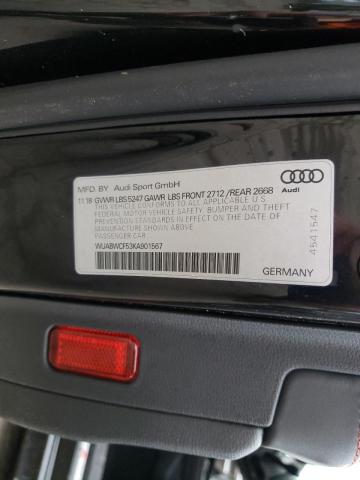 MFD. BY Audi Sport GmbH
11 18 GVWR LBS 5247 GAWR LBS FRONT 2712 / REAR 2668
THIS VEHICLE CONFORMS TO ALL APPLICABLE U S
FEDERAL MOTOR VEHICLE SAFETY, BUMPER AND THEFT
PREVENTION STANDARDS IN EFFECT ON THE DATE OF
MANUFACTURE SHOWN ABOVE.
PASSENGER CAR
WUABWCF53KA901567
GERMANY
Audi
4541547